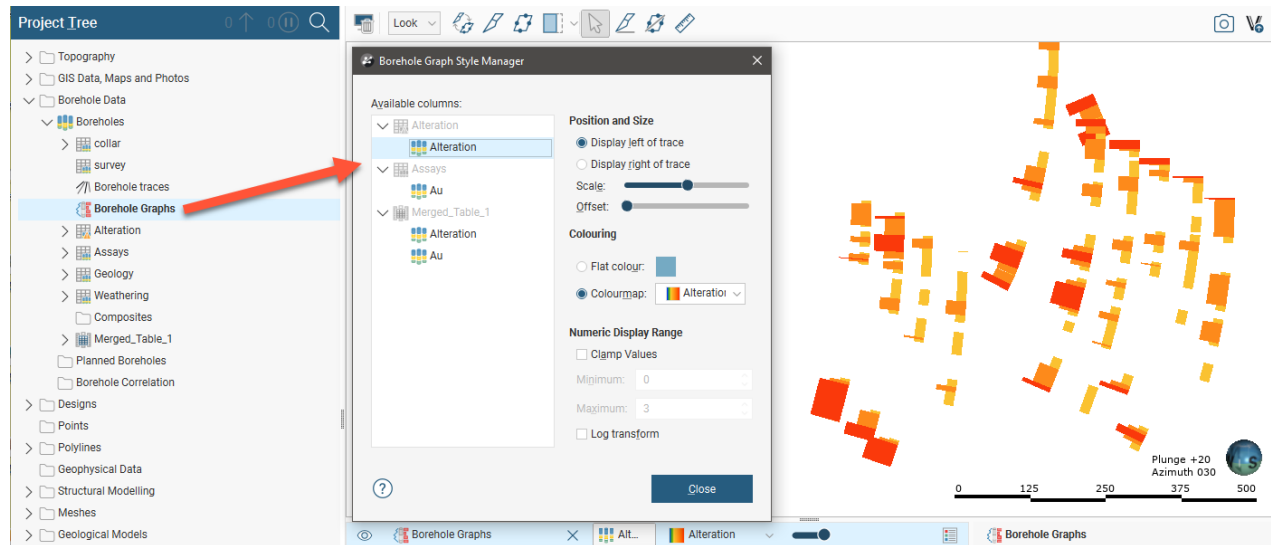 Project Tree
0
0
Look
Topography
GIS Data, Maps and Photos
Borehole Data
Boreholes
collar
survey
Borehole traces
Borehole Graphs
Alteration
Assays
Geology
Weathering
Composites
Merged_Table_1
Planned Boreholes
Borehole Correlation
Designs
Points
Polylines
Geophysical Data
Structural Modelling
Meshes
Geological Models
Borehole Graph Style Manager
Available columns:
Alteration
Alteration
Assays
Au
Merged_Table_1
Alteration
Au
Position and Size
Display left of trace
Display right of trace
Scale:
Offset:
Colouring
Flat colour:
Colourmap:
Numeric Display Range
Clamp Values
Minimum: 0
Maximum: 3
Log transform
? Close
Plunge +20
Azimuth 030
0 125 250 375 500
Borehole Graphs Alt... Alteration Borehole Graphs